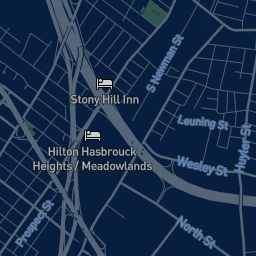 S Newman St
Stony Hill Inn
Leuning St
Huyler St
Hilton Hasbrouck
Heights / Meadowlands
Wesley St
Prospect St
North St